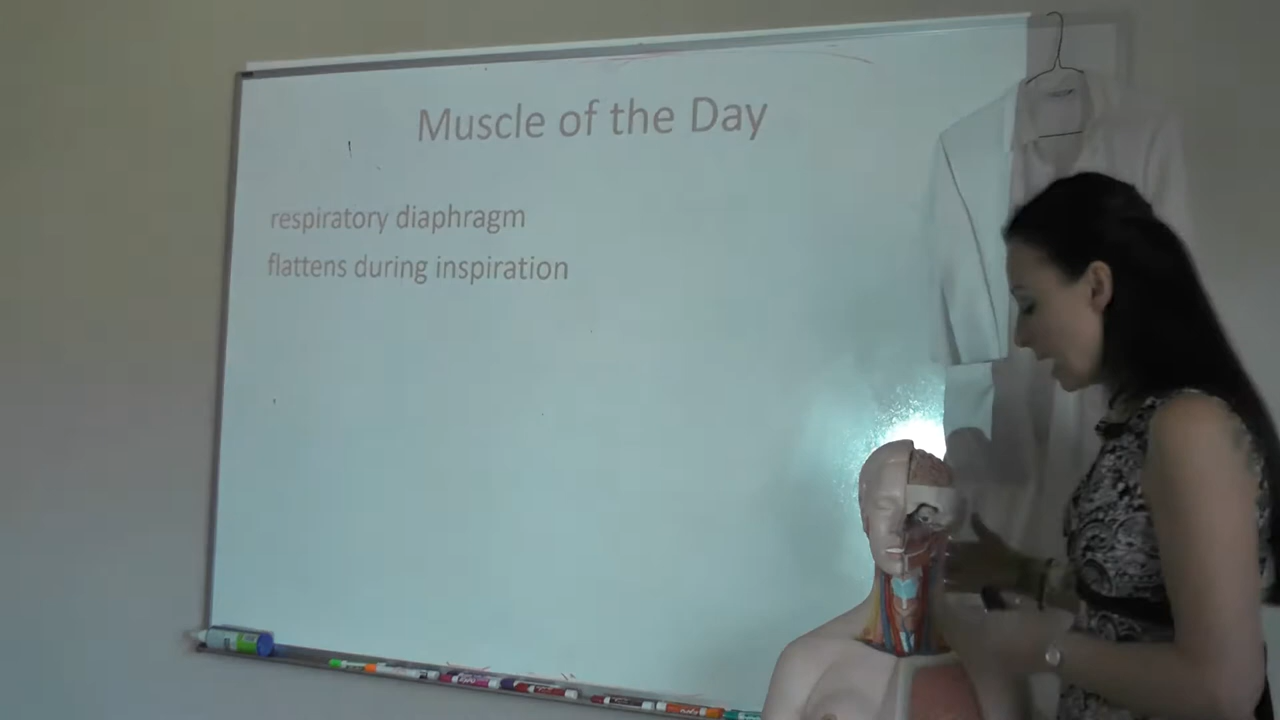 Muscle of the Day
respiratory diaphragm
flattens during inspiration